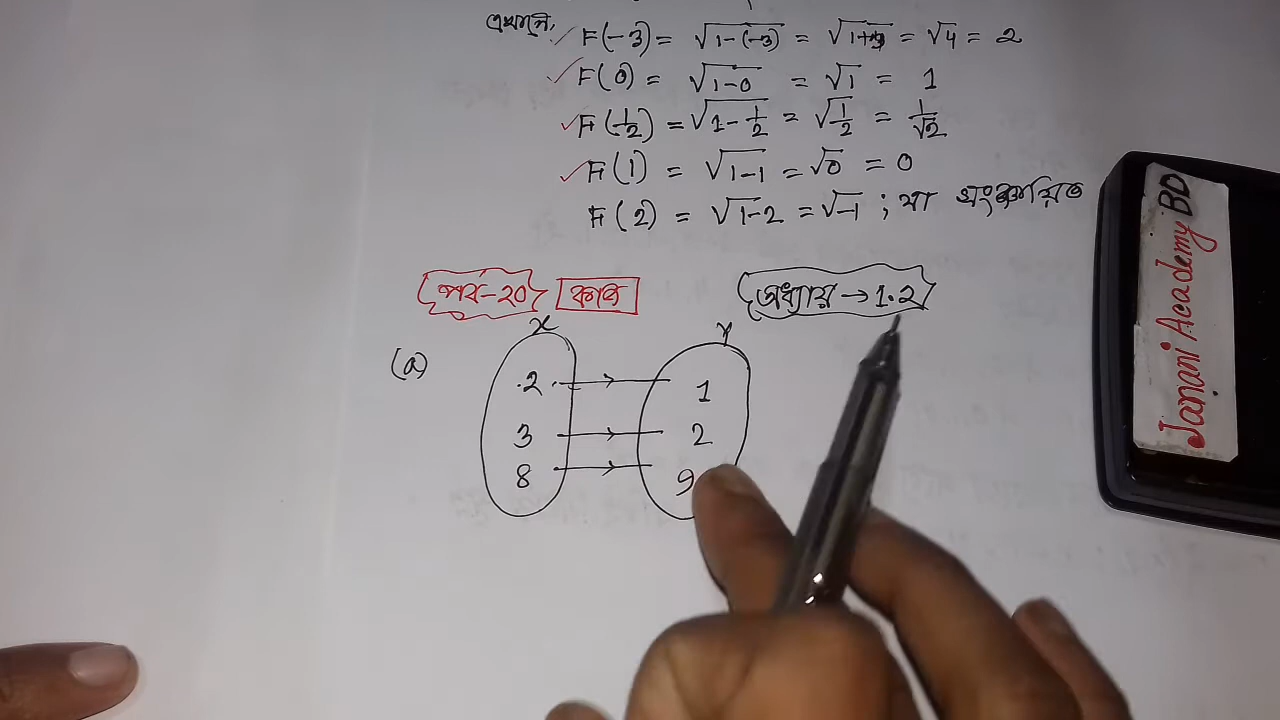 এখানে, F(-3) = √1-(-3) = √1+3 = √4 = 2
F(0) = √1-0 = √1 = 1
F(1/2) = √1-1/2 = √1/2 = 1/√2
F(1) = √1-1 = √0 = 0
F(2) = √1-2 = √-1 ; যা
পর্ব-২০ কাজ অধ্যায় → 1.2
x y
(a) 2 1
3 2
8 9
Janani Academy BD